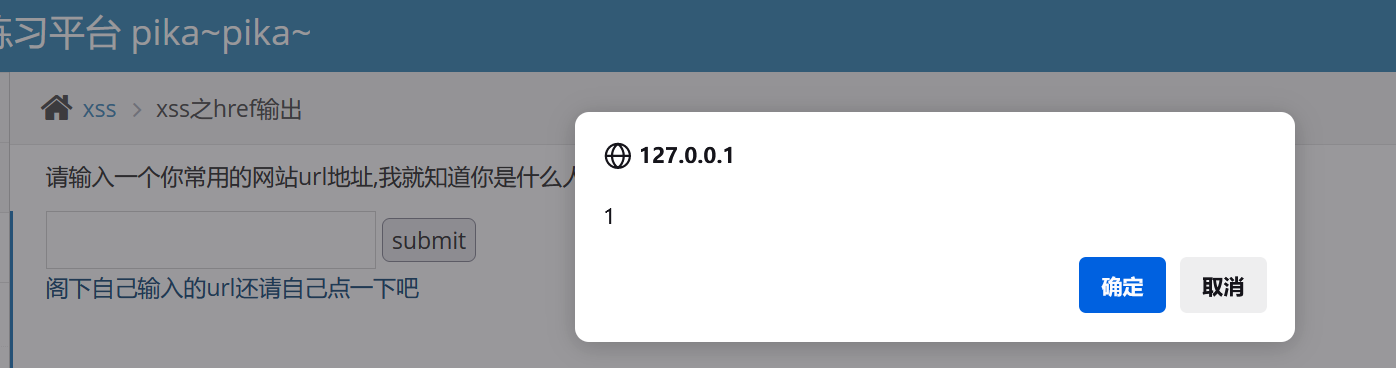 练习平台 pika~pika~
xss > xss之href输出
127.0.0.1
请输入一个你常用的网站url地址,我就知道你是什么人
1
submit
确定 取消
阁下自己输入的url还请自己点一下吧